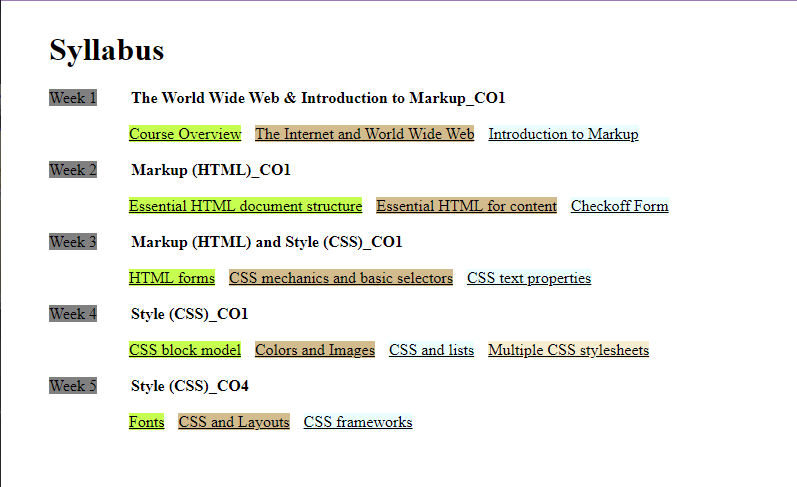 Syllabus
Week 1 The World Wide Web & Introduction to Markup_CO1
Course Overview The Internet and World Wide Web Introduction to Markup
Week 2 Markup (HTML)_CO1
Essential HTML document structure Essential HTML for content Checkoff Form
Week 3 Markup (HTML) and Style (CSS)_CO1
HTML forms CSS mechanics and basic selectors CSS text properties
Week 4 Style (CSS)_CO1
CSS block model Colors and Images CSS and lists Multiple CSS stylesheets
Week 5 Style (CSS)_CO4
Fonts CSS and Layouts CSS frameworks